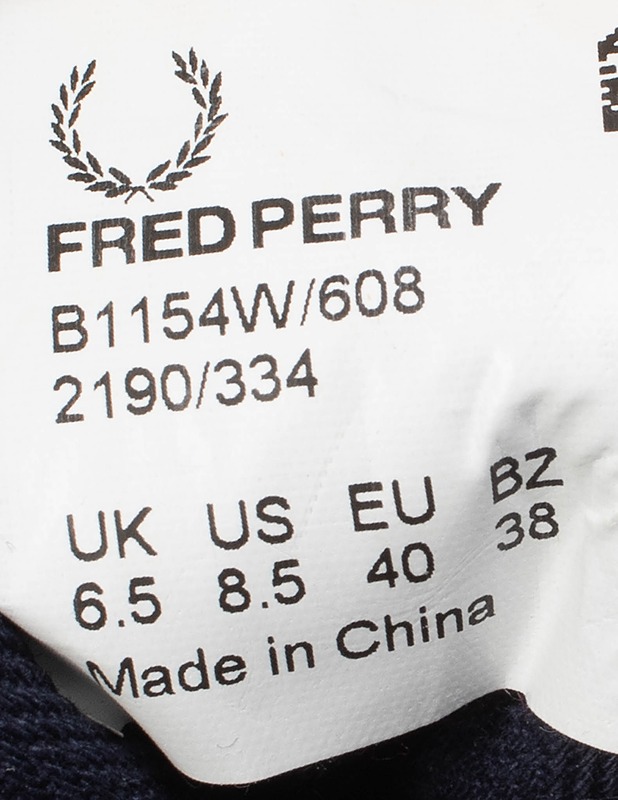 FRED PERRY
B1154W/608
2190/334
UK US EU BZ
6.5 8.5 40 38
Made in China